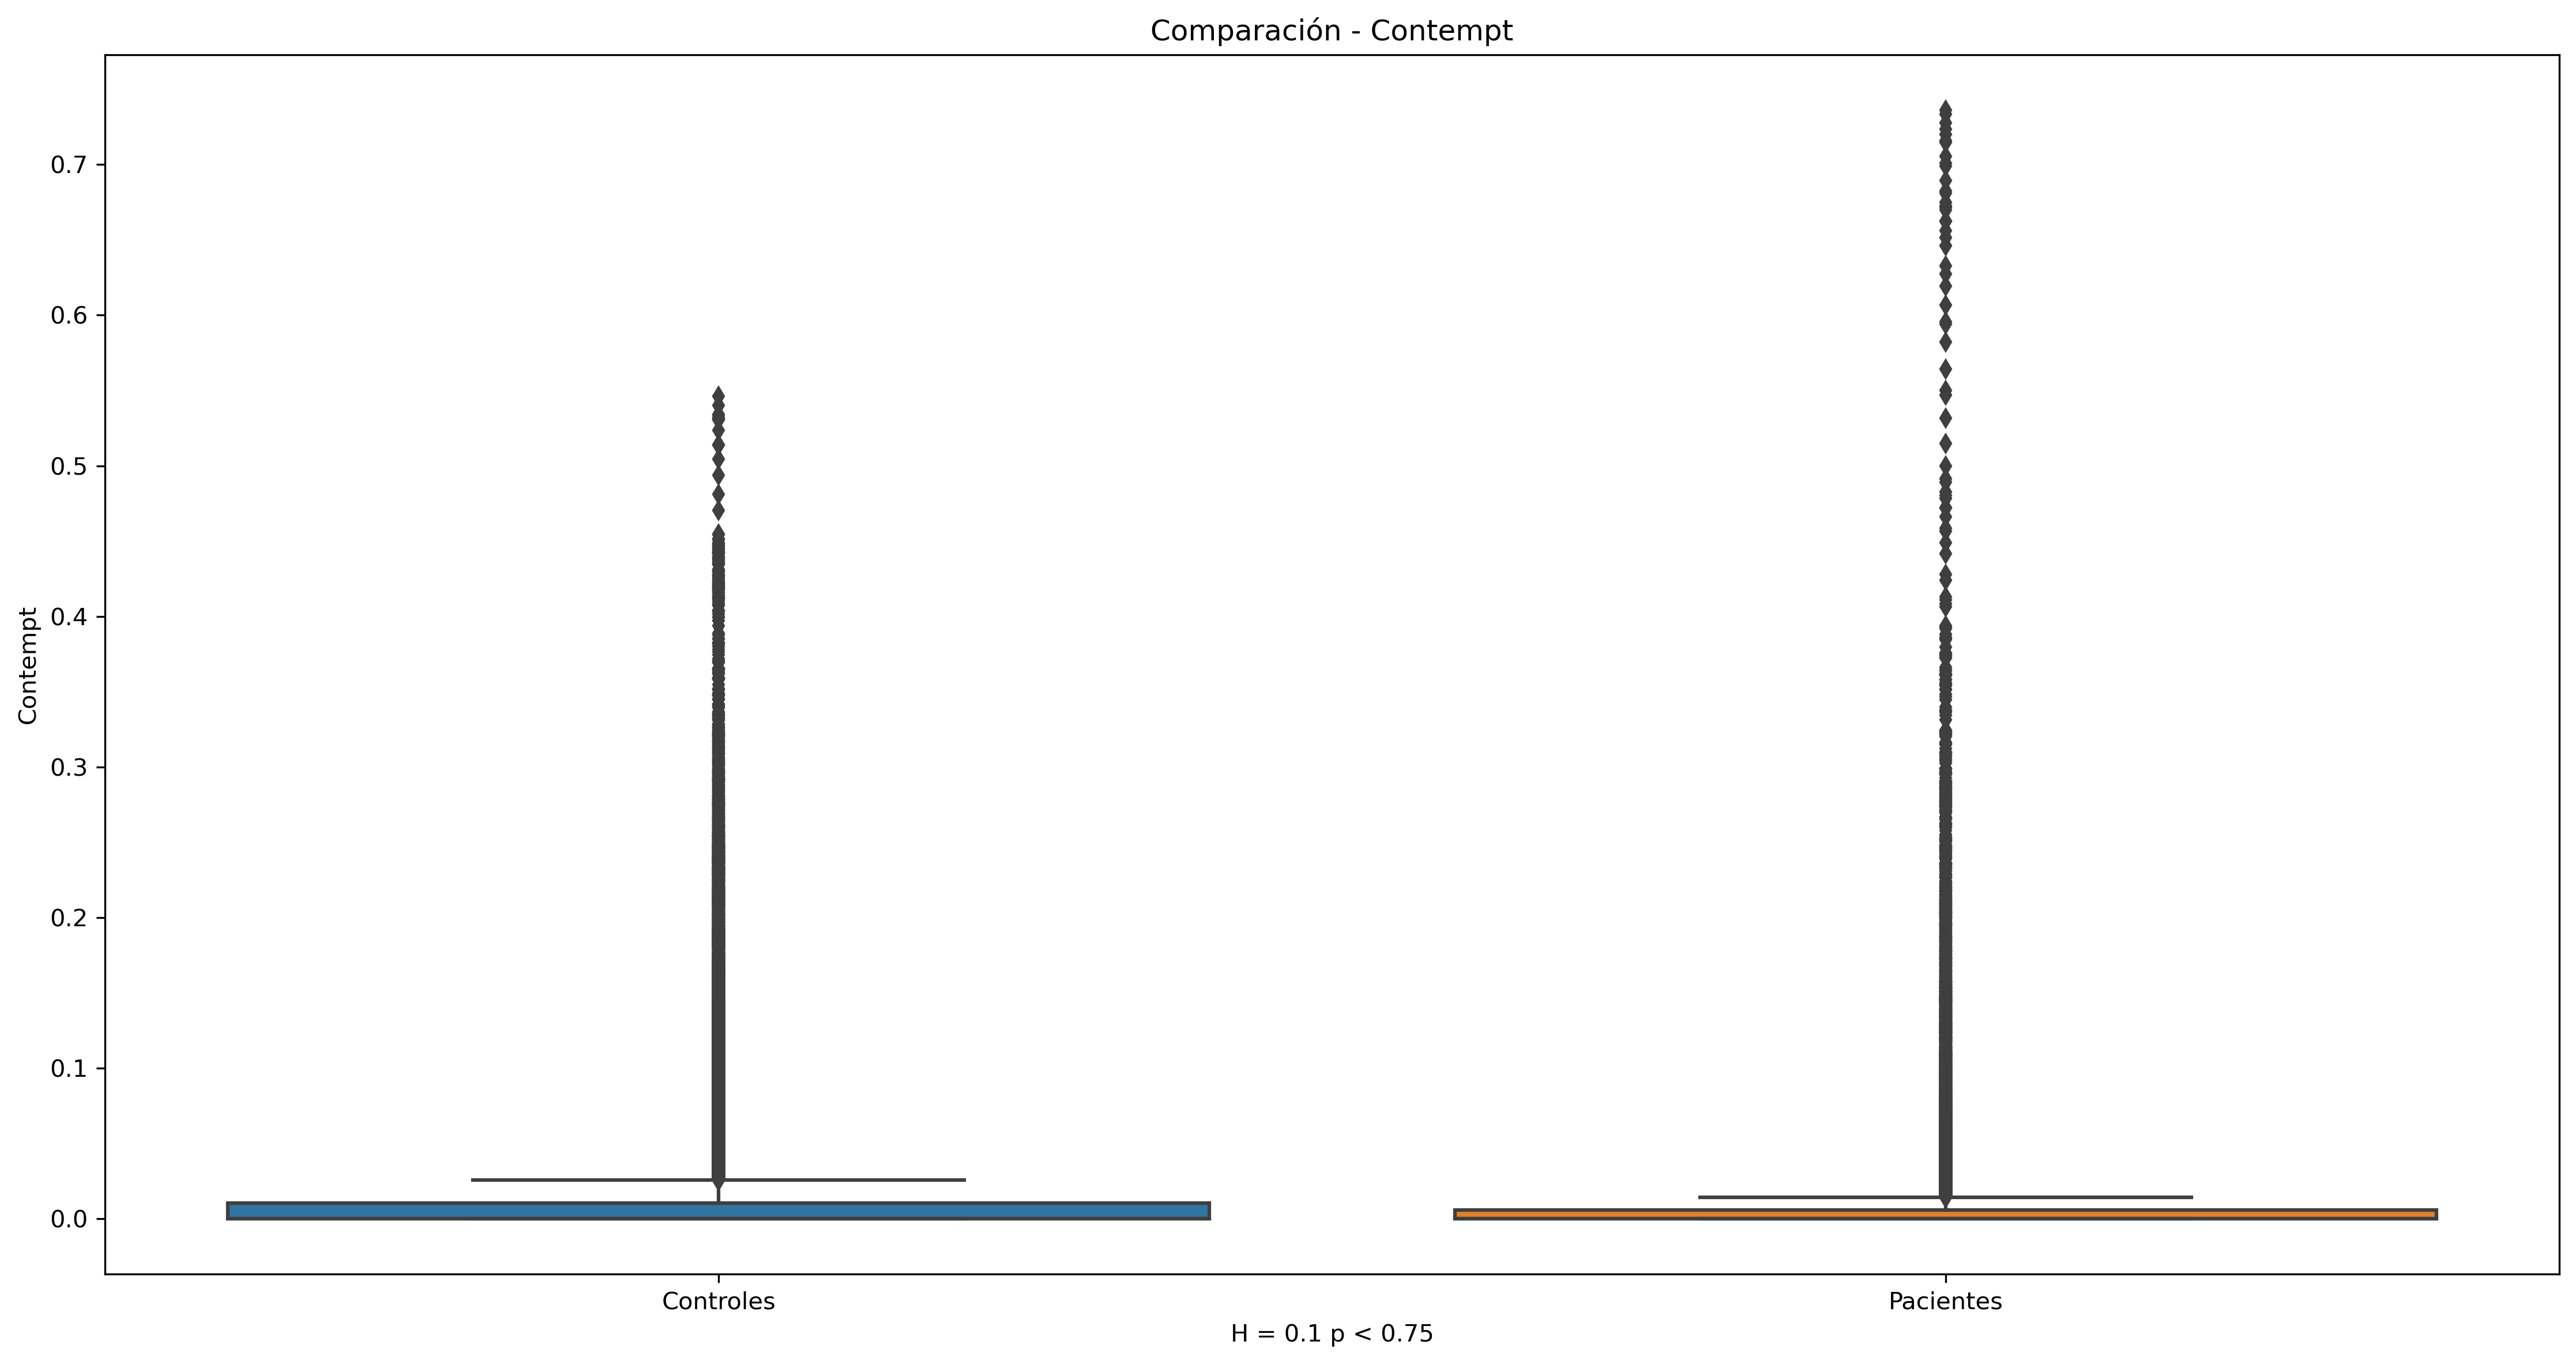 Comparación - Contempt
0.7
0.6
0.5
0.4
0.3
0.2
0.1
0.0
Contempt
Controles
Pacientes
H = 0.1 p < 0.75